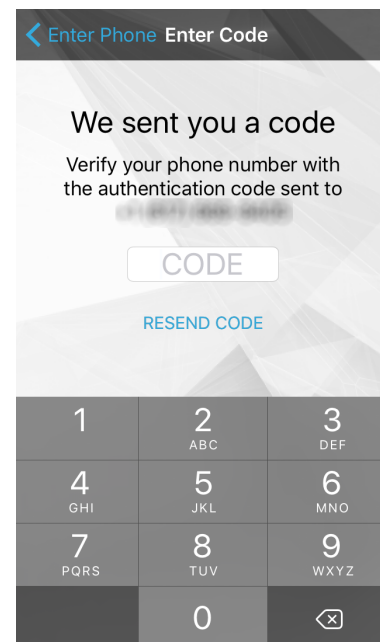 Enter Phone Enter Code
We sent you a code
Verify your phone number with
the authentication code sent to
CODE
RESEND CODE
1 2 3
ABC DEF
4 5 6
GHI JKL MNO
7 8 9
PQRS TUV WXYZ
0